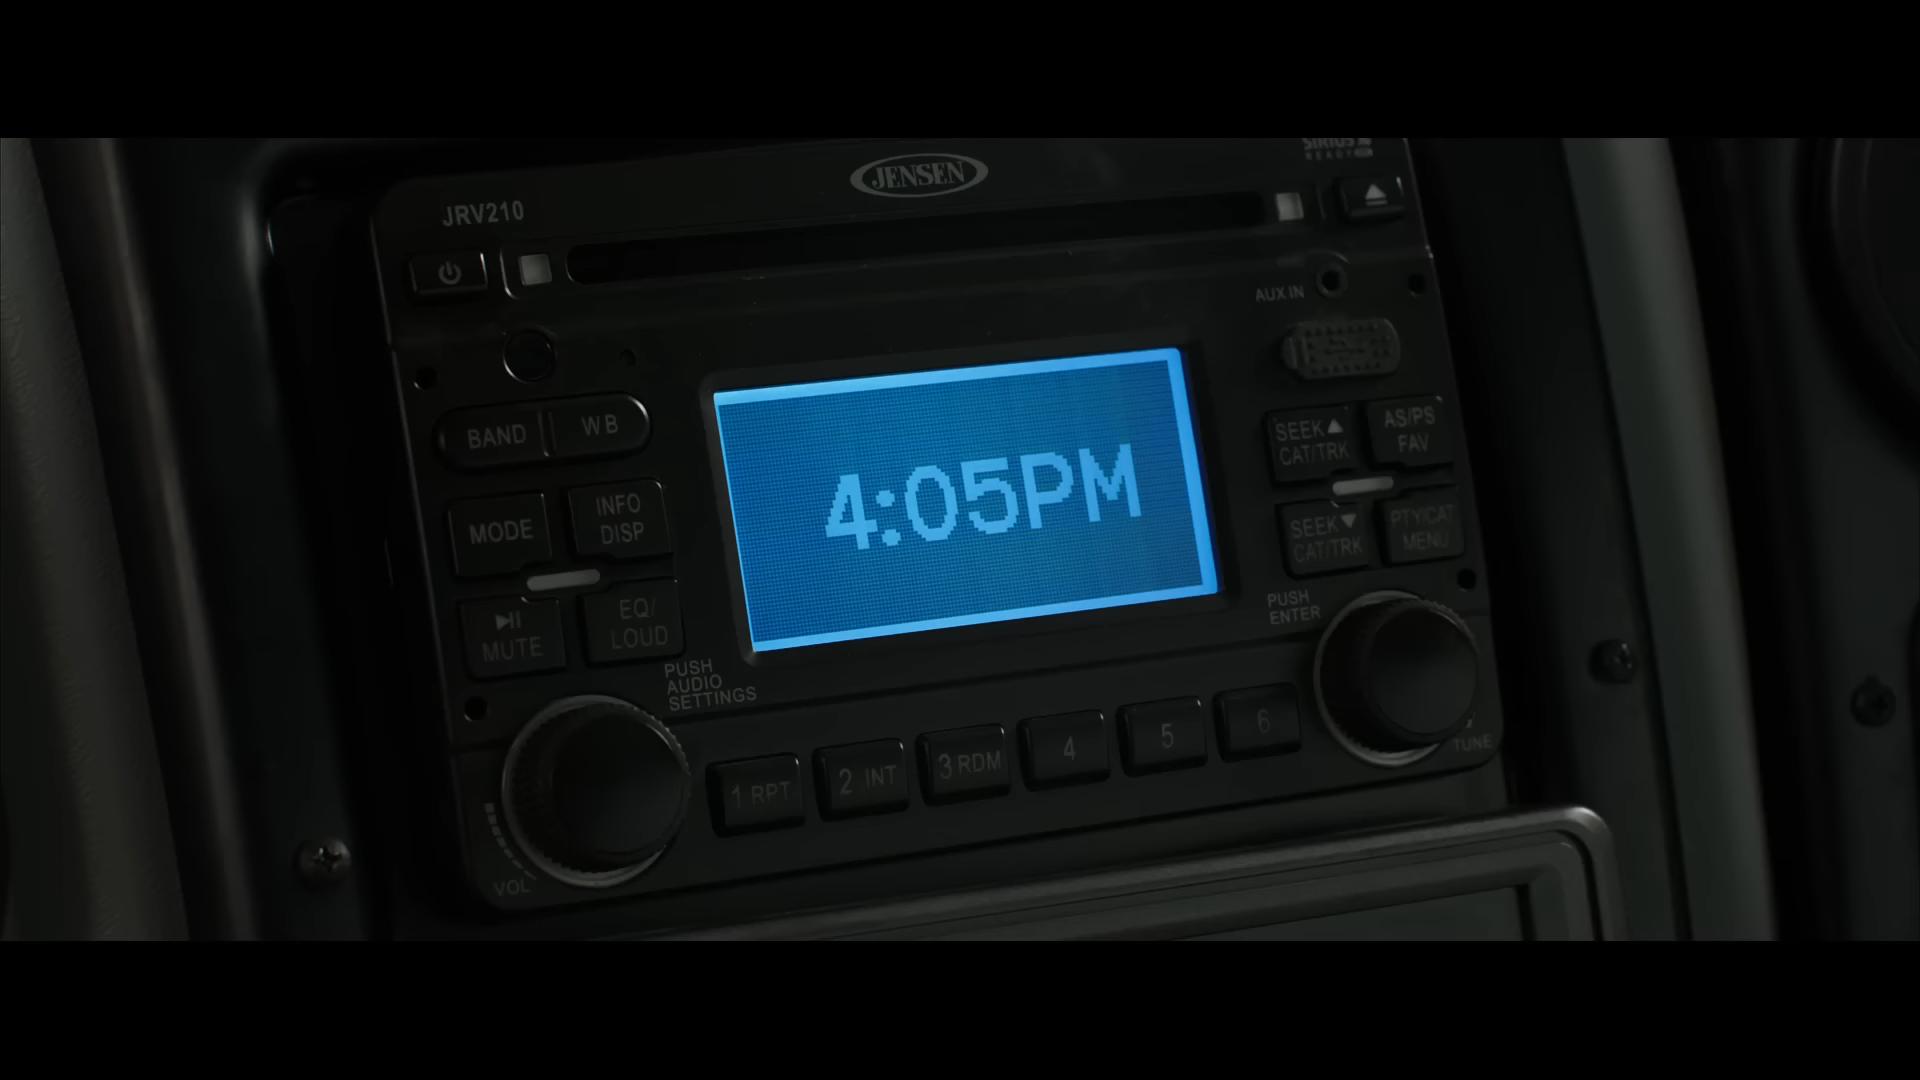 JENSEN
SIRIUS
READY
JRV210
AUX IN
BAND
WB
SEEK▲
CAT/TRK
AS/PS
FAV
4:05PM
MODE
INFO
DISP
SEEK▼
CAT/TRK
PTY/CAT
MENU
MUTE
EQ/
LOUD
PUSH
ENTER
PUSH
AUDIO
SETTINGS
1 RPT
2 INT
3 RDM
4
5
6
TUNE
VOL